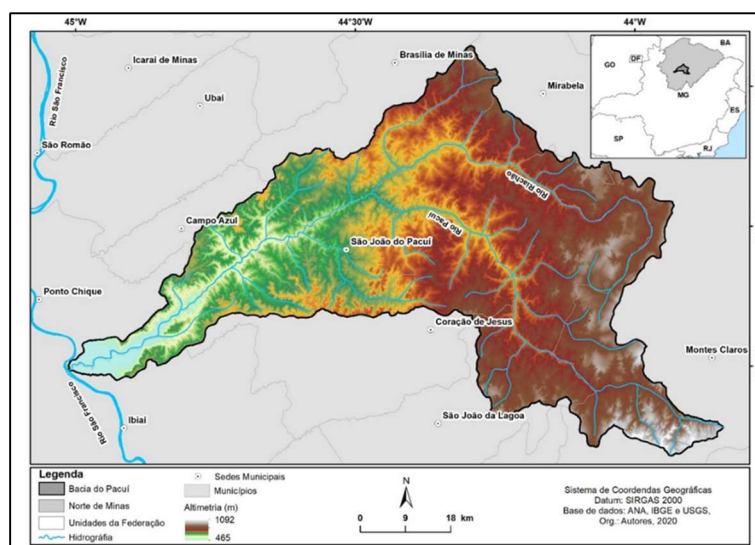 45°W
44°30'W
44°W
Rio São Francisco
Icaraí de Minas
Ubaí
São Romão
Brasília de Minas
Mirabela
GO
DF
BA
MG
ES
SP
RJ
Rio Riachão
Campo Azul
Rio Pacuí
São João do Pacuí
Ponto Chique
Coração de Jesus
Montes Claros
Rio São Francisco
Ibiaí
São João da Lagoa
Legenda
Bacia do Pacuí
Norte de Minas
Unidades da Federação
Hidrográfia
Sedes Municipais
Municípios
Altimetria (m)
1092
465
N
0 9 18 km
Sistema de Coordendas Geográficas
Datum: SIRGAS 2000
Base de dados: ANA, IBGE e USGS,
Org.: Autores, 2020